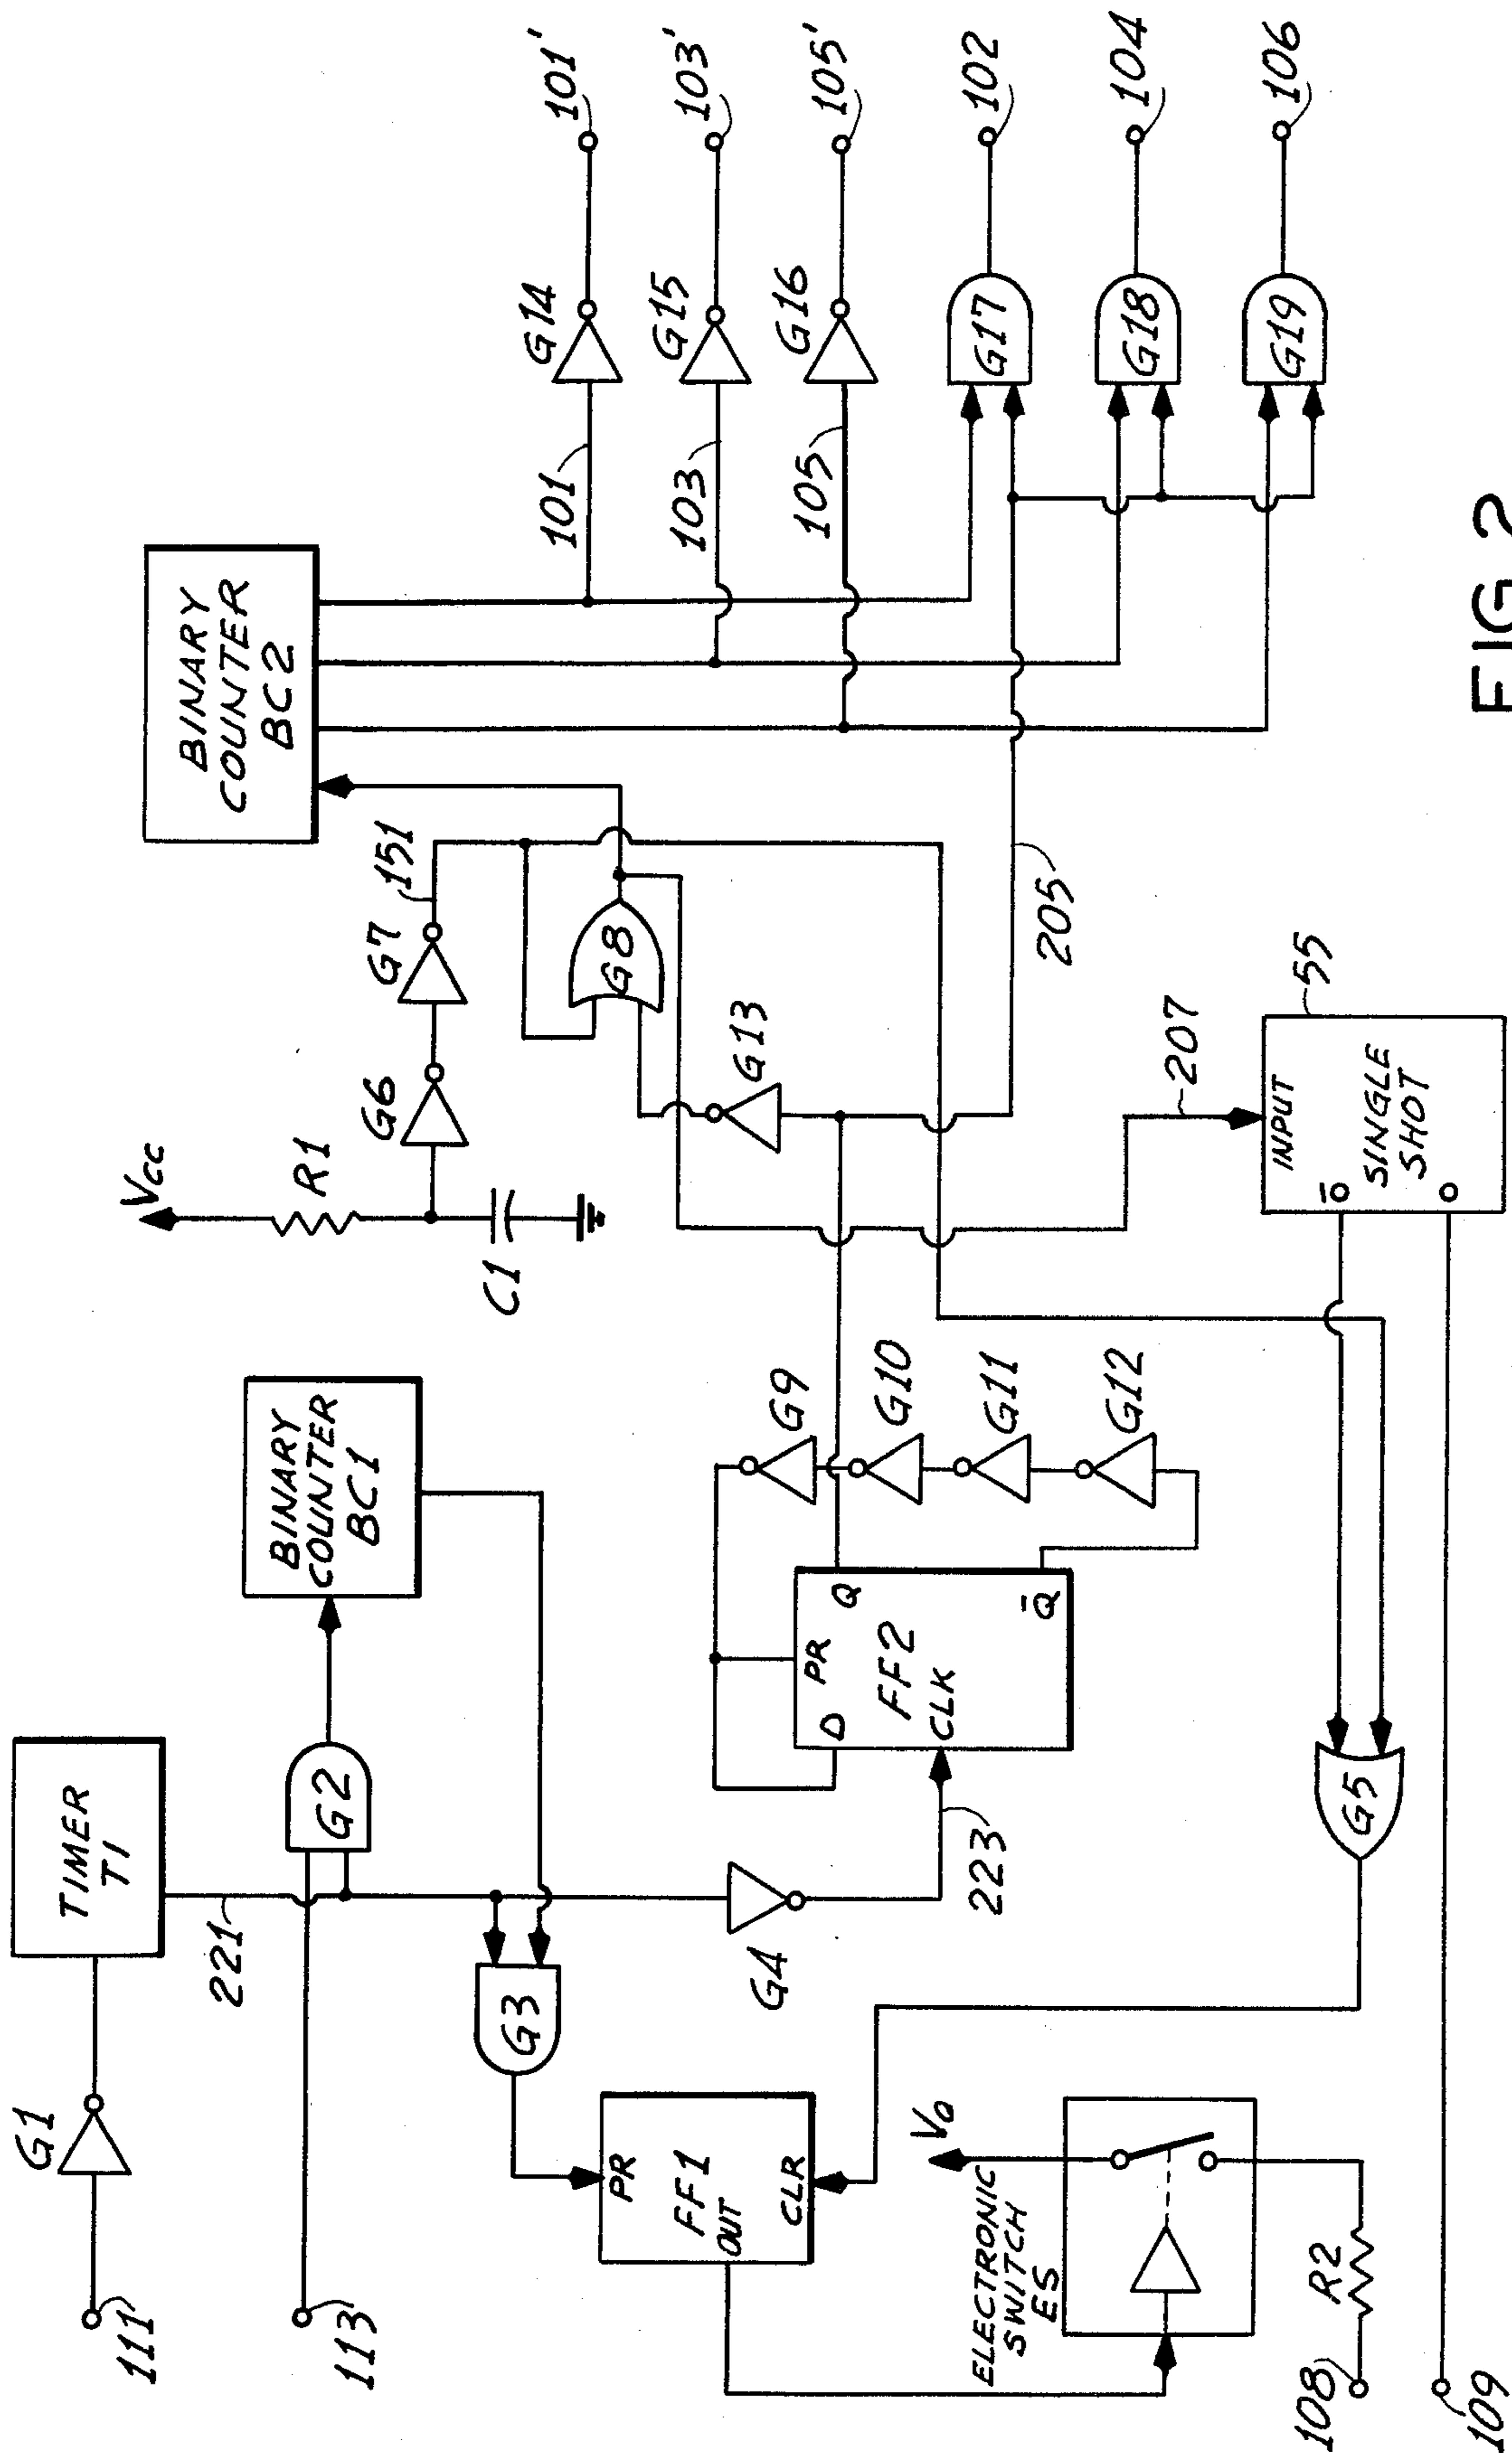 111
G1
TIMER
T1
221
113
G2
BINARY
COUNTER
BC1
Vcc
R1
C1
G6
G7
151
BINARY
COUNTER
BC2
101
G14
101'
103
G15
103'
105
G16
105'
G3
G4
223
PR
FF1
OUT
CLR
D
PR
Q
FF2
CLK
Q̅
G9
G10
G11
G12
G13
G8
205
G17
102
G18
104
G19
106
ELECTRONIC
SWITCH
ES
Va
R2
108
109
G5
207
INPUT
55
O̅
SINGLE
SHOT
O
FIG. 2